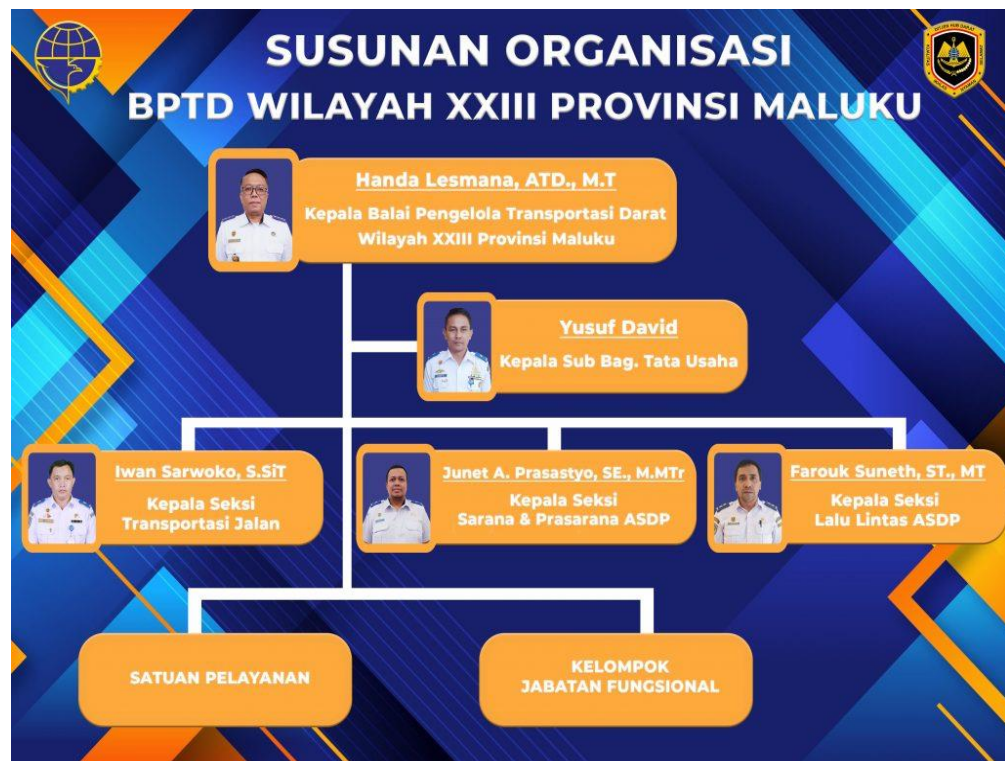 SUSUNAN ORGANISASI
BPTD WILAYAH XXIII PROVINSI MALUKU
Handa Lesmana, ATD., M.T
Kepala Balai Pengelola Transportasi Darat
Wilayah XXIII Provinsi Maluku
Yusuf David
Kepala Sub Bag. Tata Usaha
Iwan Sarwoko, S.SiT
Kepala Seksi
Transportasi Jalan
Junet A. Prasastyo, SE., M.MTr
Kepala Seksi
Sarana & Prasarana ASDP
Farouk Suneth, ST., MT
Kepala Seksi
Lalu Lintas ASDP
SATUAN PELAYANAN
KELOMPOK
JABATAN FUNGSIONAL